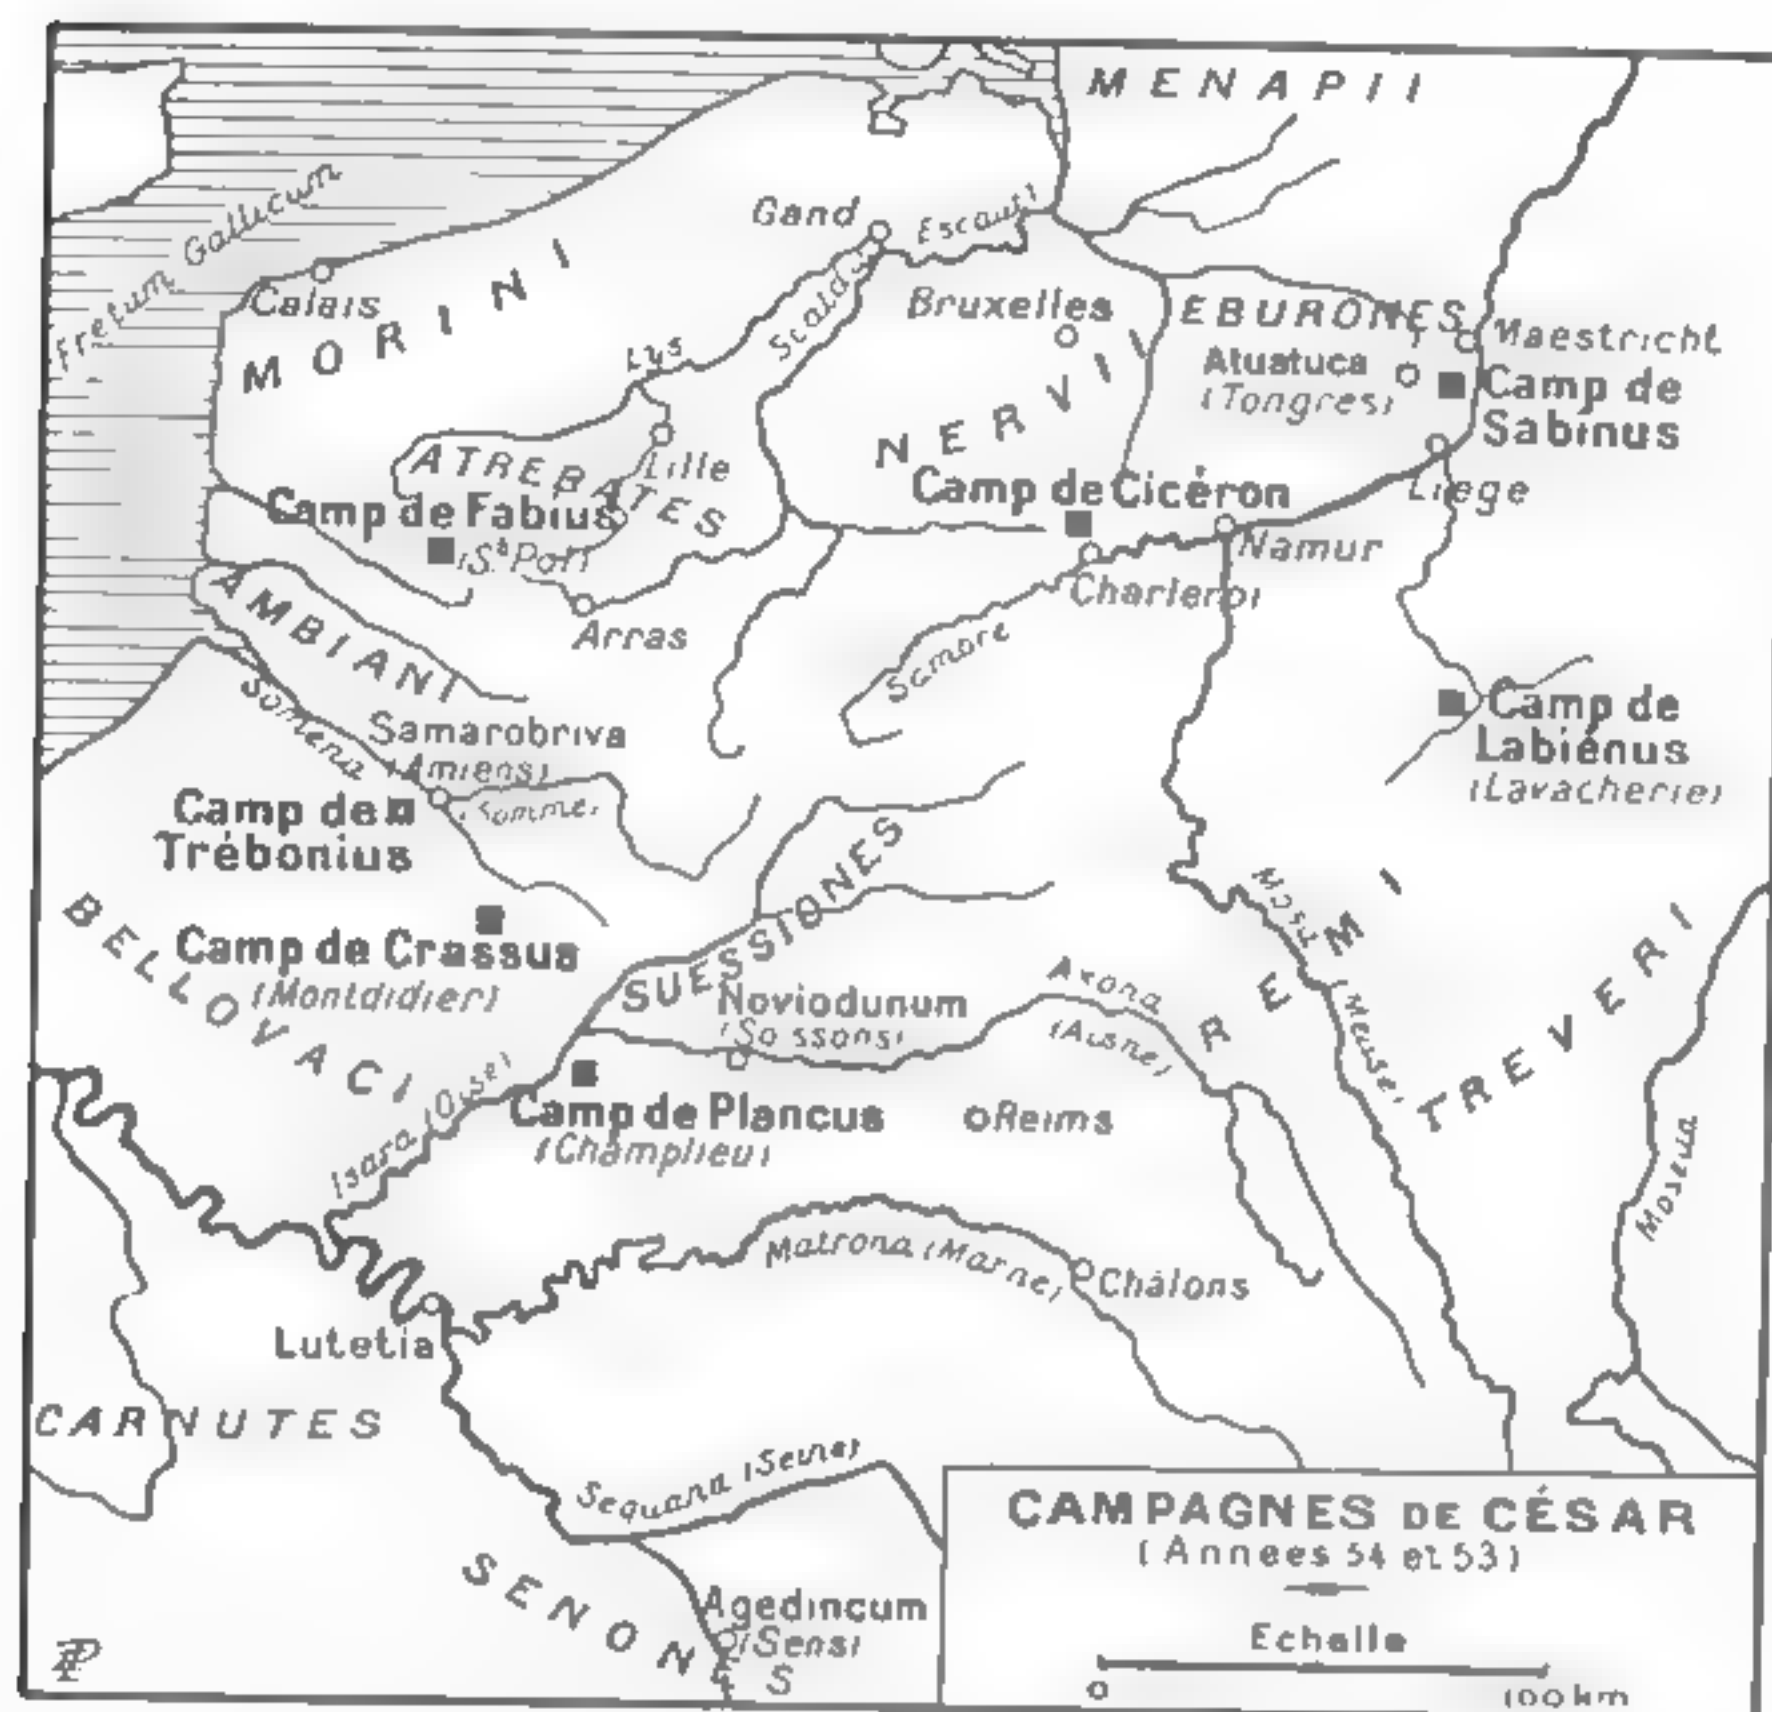 MENAPII
Fretum Gallicum
Gand
Escaut
Calais
MORINI
Bruxelles
EBURONES
Maestricht
Scaldis
Lys
Atuatuca
(Tongres)
Camp de
Sabinus
NERVII
ATREBATES
Lille
Camp de Cicéron
Liege
Camp de Fabius
(St Pol)
Namur
Charleroi
AMBIANI
Arras
Sambre
Somena
Samarobriva
(Amiens)
(Somme)
Camp de
Labiénus
(Lavacherie)
Camp de
Trébonius
SUESSIONES
Mosa
REMI
BELLOVACI
Camp de Crassus
(Montdidier)
Noviodunum
(Soissons)
Axona
(Aisne)
(Meuse)
TREVERI
Isara (Oise)
Camp de Plancus
(Champlieu)
Reims
Mosella
Matrona (Marne)
Châlons
Lutetia
CARNUTES
Sequana (Seine)
SENONES
Agedincum
(Sens)
CAMPAGNES DE CÉSAR
(Annees 54 et 53)
Echelle
0 100 km